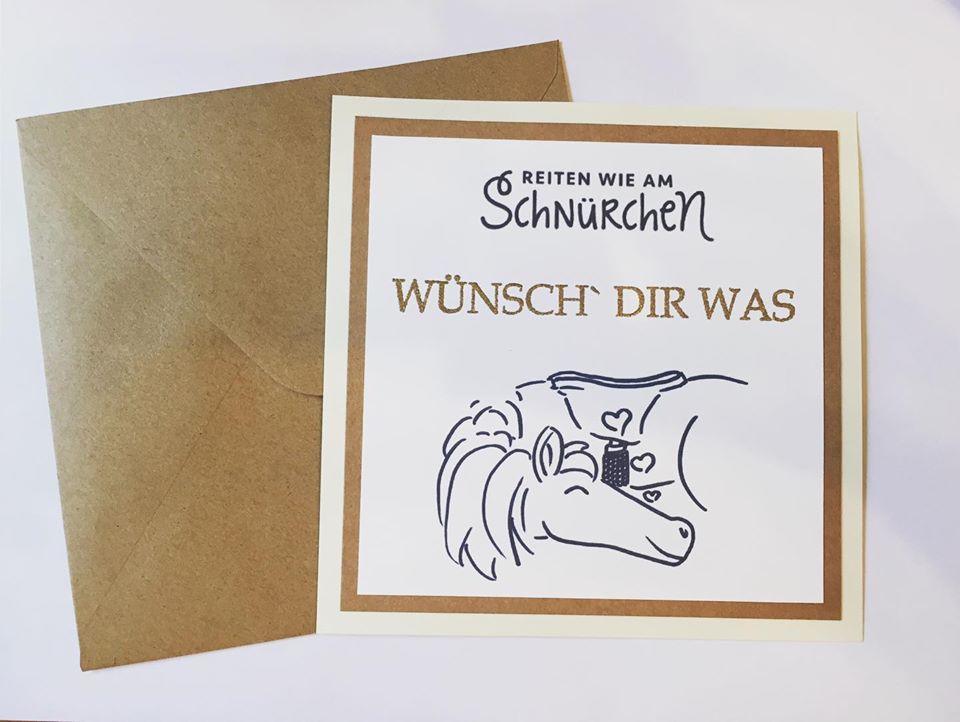 REITEN WIE AM
SCHNÜRCHEN
WÜNSCH` DIR WAS